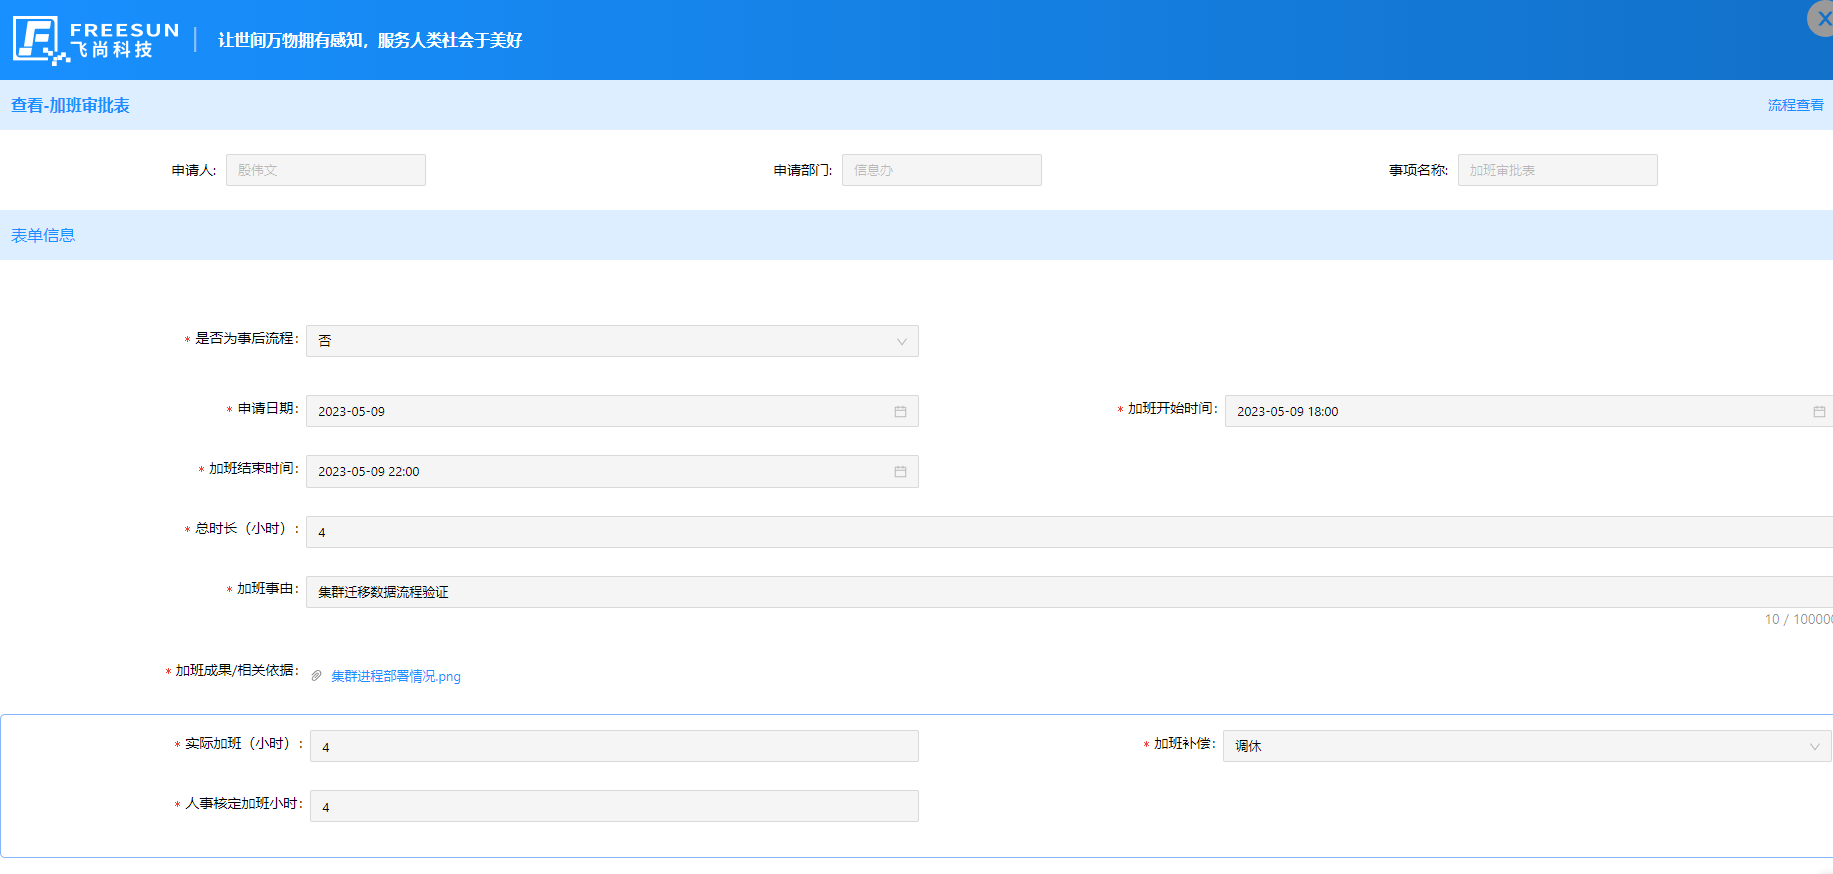 FREESUN
飞尚科技
让世间万物拥有感知，服务人类社会于美好
X
查看-加班审批表
流程查看
申请人: 殷伟文 申请部门: 信息办 事项名称: 加班审批表
表单信息
* 是否为事后流程: 否
* 申请日期: 2023-05-09 * 加班开始时间: 2023-05-09 18:00
* 加班结束时间: 2023-05-09 22:00
* 总时长（小时）: 4
* 加班事由: 集群迁移数据流程验证
10 / 100000
* 加班成果/相关依据: 集群进程部署情况.png
* 实际加班（小时）: 4 * 加班补偿: 调休
* 人事核定加班小时: 4